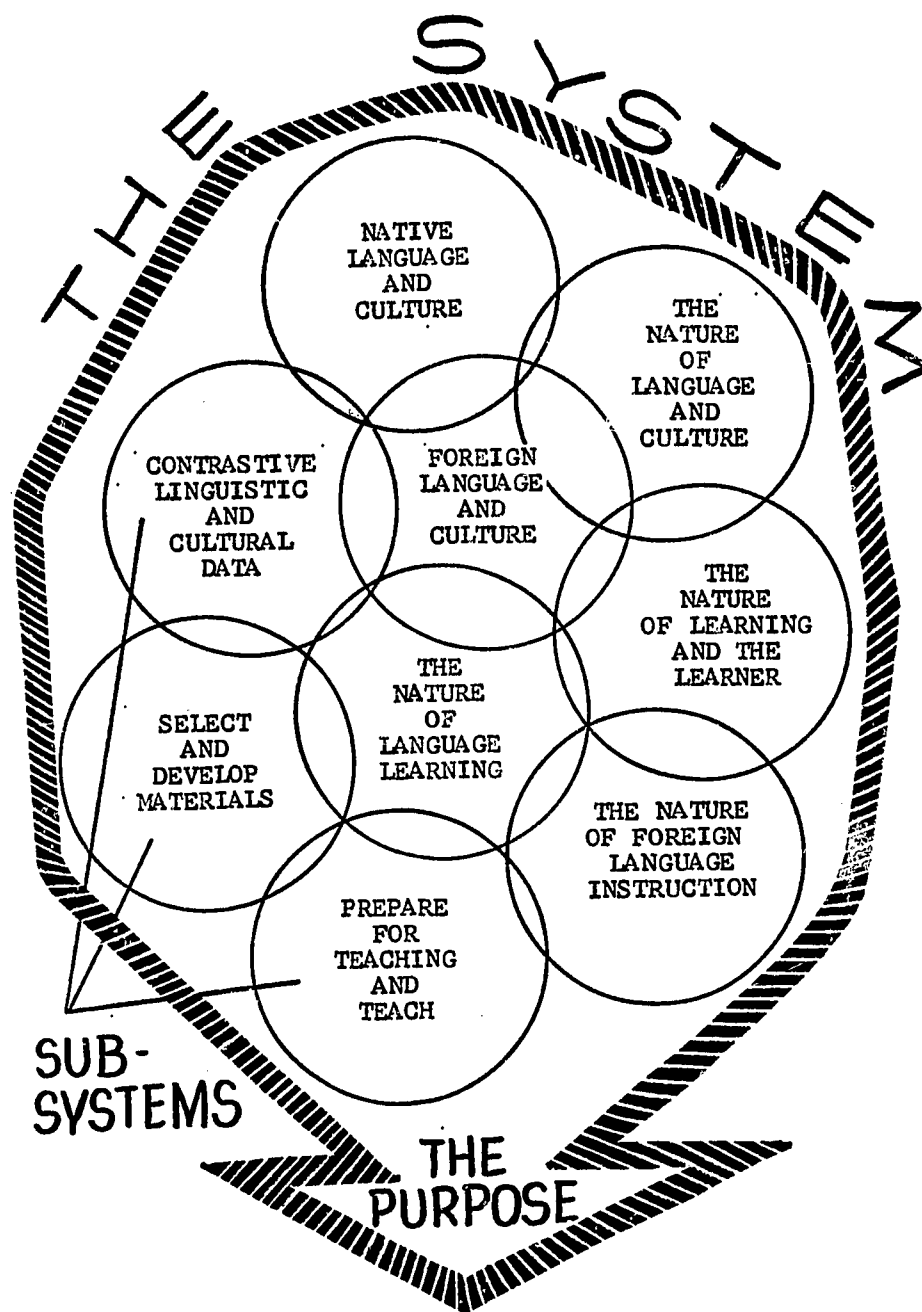 THE SYSTEM
NATIVE
LANGUAGE
AND
CULTURE
THE
NATURE
OF
LANGUAGE
AND
CULTURE
CONTRASTIVE
LINGUISTIC
AND
CULTURAL
DATA
FOREIGN
LANGUAGE
AND
CULTURE
THE
NATURE
OF LEARNING
AND THE
LEARNER
THE
NATURE
OF
LANGUAGE
LEARNING
SELECT
AND
DEVELOP
MATERIALS
THE NATURE
OF FOREIGN
LANGUAGE
INSTRUCTION
PREPARE
FOR
TEACHING
AND
TEACH
SUB-
SYSTEMS
THE
PURPOSE